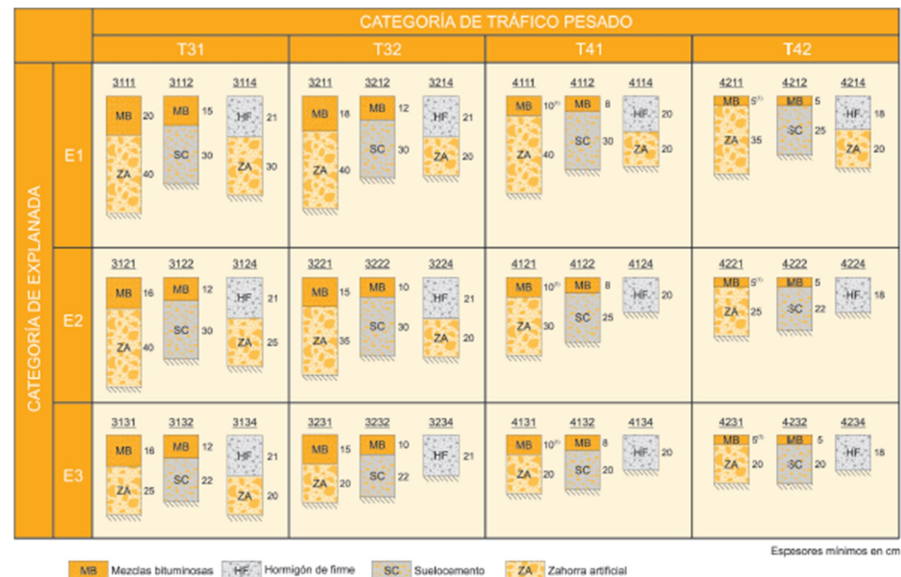 CATEGORÍA DE TRÁFICO PESADO
T31 T32 T41 T42
CATEGORÍA DE EXPLANADA
E1
3111 3112 3114 3211 3212 3214 4111 4112 4114 4211 4212 4214
MB 20 MB 15 HF 21 MB 18 MB 12 HF 21 MB 10(1) MB 8 HF 20 MB 5(1) MB 5 HF 18
ZA 40 SC 30 ZA 30 ZA 40 SC 30 ZA 20 ZA 40 SC 30 ZA 20 ZA 35 SC 25 ZA 20
E2
3121 3122 3124 3221 3222 3224 4121 4122 4124 4221 4222 4224
MB 16 MB 12 HF 21 MB 15 MB 10 HF 21 MB 10(1) MB 8 HF 20 MB 5(1) MB 5 HF 18
ZA 40 SC 30 ZA 25 ZA 35 SC 30 ZA 20 ZA 30 SC 25 ZA 25 SC 22
E3
3131 3132 3134 3231 3232 3234 4131 4132 4134 4231 4232 4234
MB 16 MB 12 HF 21 MB 15 MB 10 HF 21 MB 10(1) MB 8 HF 20 MB 5(1) MB 5 HF 18
ZA 25 SC 22 ZA 20 ZA 20 SC 22 ZA 20 SC 20 ZA 20 SC 20
Espesores mínimos en cm
MB Mezclas bituminosas HF Hormigón de firme SC Suelocemento ZA Zahorra artificial